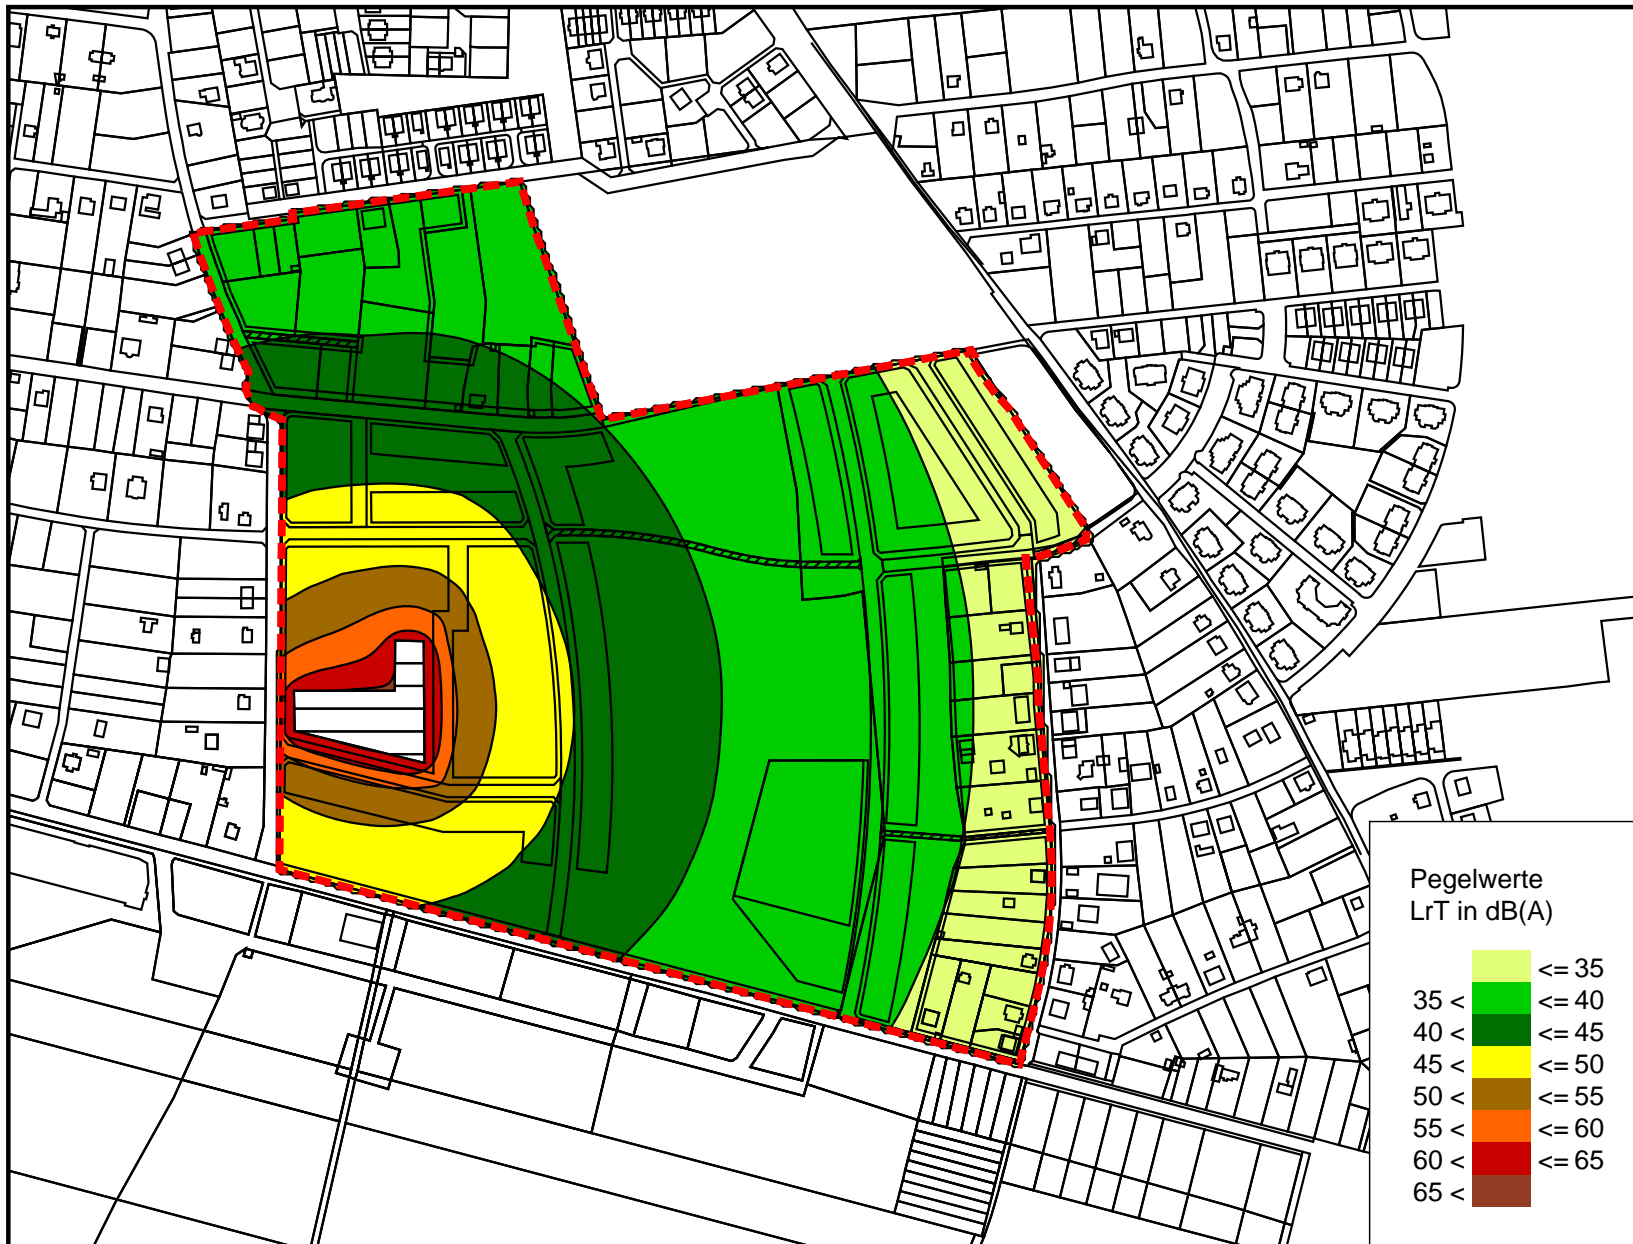 Pegelwerte
LrT in dB(A)
<= 35
35 < <= 40
40 < <= 45
45 < <= 50
50 < <= 55
55 < <= 60
60 < <= 65
65 <